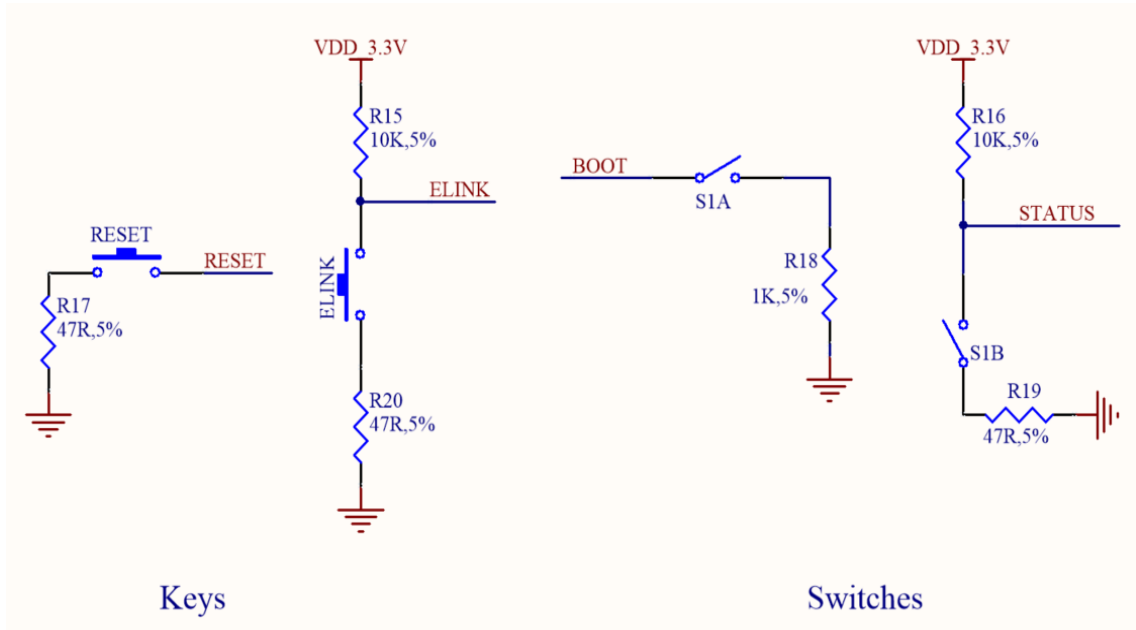 VDD_3.3V
R15
10K,5%
ELINK
ELINK
R20
47R,5%
RESET
RESET
R17
47R,5%
Keys
BOOT
S1A
R18
1K,5%
VDD_3.3V
R16
10K,5%
STATUS
S1B
R19
47R,5%
Switches